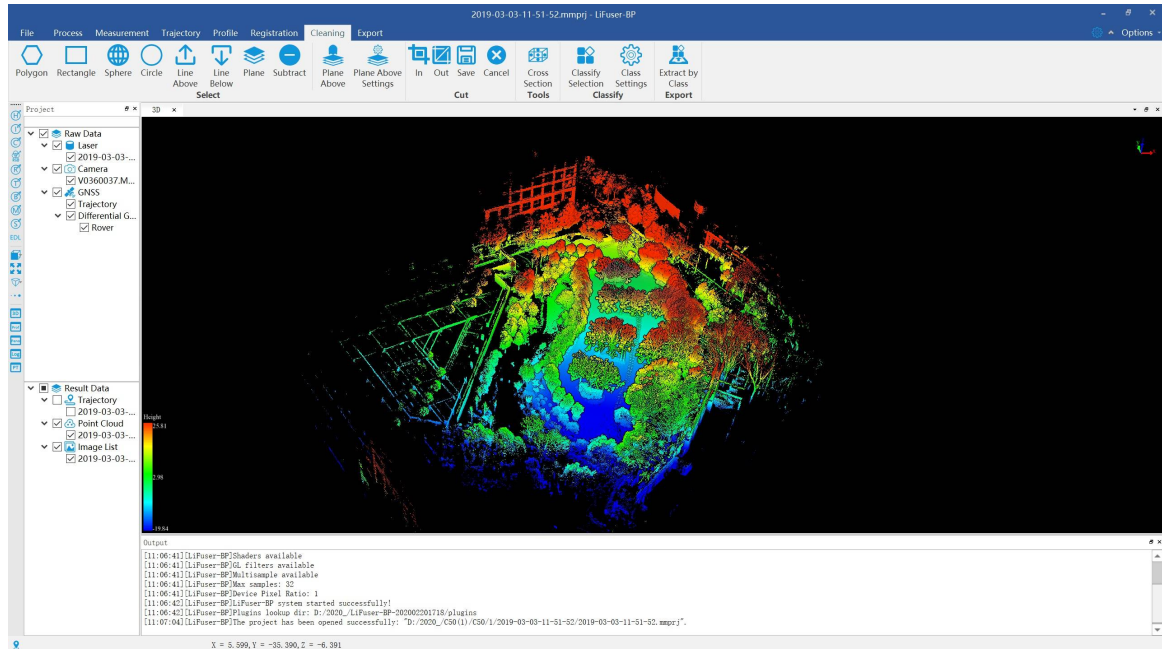 2019-03-03-11-51-52.mmprj - LiFuser-BP
File Process Measurement Trajectory Profile Registration Cleaning Export Options
Polygon Rectangle Sphere Circle Line Above Line Below Plane Subtract Plane Above Plane Above Settings In Out Save Cancel Cross Section Classify Selection Class Settings Extract by Class
Select Cut Tools Classify Export
Project
3D
Raw Data
Laser
2019-03-03-...
Camera
V0360037.M...
GNSS
Trajectory
Differential G...
Rover
EDL
Result Data
Trajectory
2019-03-03-...
Point Cloud
2019-03-03-...
Image List
2019-03-03-...
Height
25.81
2.98
-19.84
Output
[11:06:41][LiFuser-BP]Shaders available
[11:06:41][LiFuser-BP]GL filters available
[11:06:41][LiFuser-BP]Multisample available
[11:06:41][LiFuser-BP]Max samples: 32
[11:06:41][LiFuser-BP]Device Pixel Ratio: 1
[11:06:42][LiFuser-BP]LiFuser-BP system started successfully!
[11:06:42][LiFuser-BP]Plugins lookup dir: D:/2020_/LiFuser-BP-202002201718/plugins
[11:07:04][LiFuser-BP]The project has been opened successfully: "D:/2020_/C50(1)/C50/1/2019-03-03-11-51-52/2019-03-03-11-51-52.mmprj".
X = 5.599,Y = -35.390,Z = -6.391